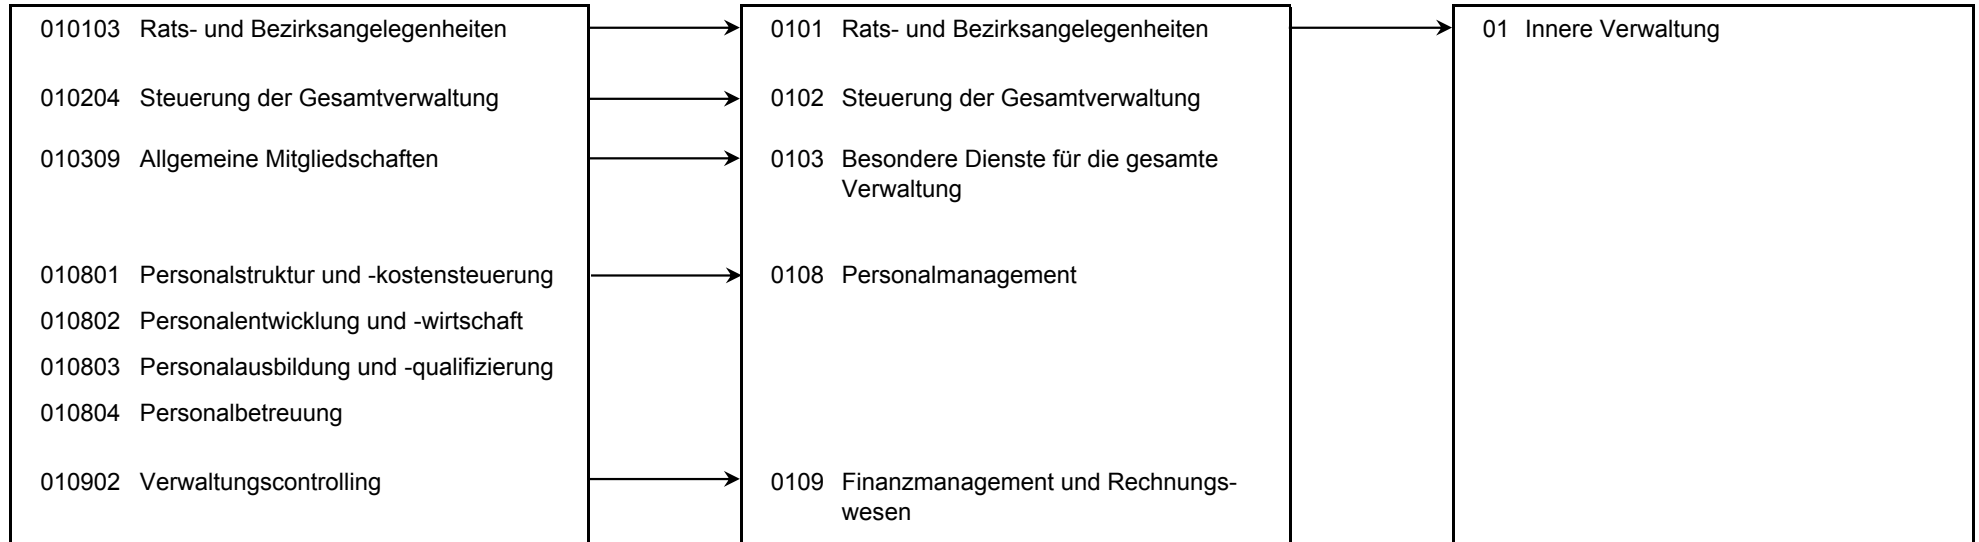 010103 Rats- und Bezirksangelegenheiten
0101 Rats- und Bezirksangelegenheiten
01 Innere Verwaltung
010204 Steuerung der Gesamtverwaltung
0102 Steuerung der Gesamtverwaltung
010309 Allgemeine Mitgliedschaften
0103 Besondere Dienste für die gesamte
Verwaltung
010801 Personalstruktur und -kostensteuerung
0108 Personalmanagement
010802 Personalentwicklung und -wirtschaft
010803 Personalausbildung und -qualifizierung
010804 Personalbetreuung
010902 Verwaltungscontrolling
0109 Finanzmanagement und Rechnungs-
wesen